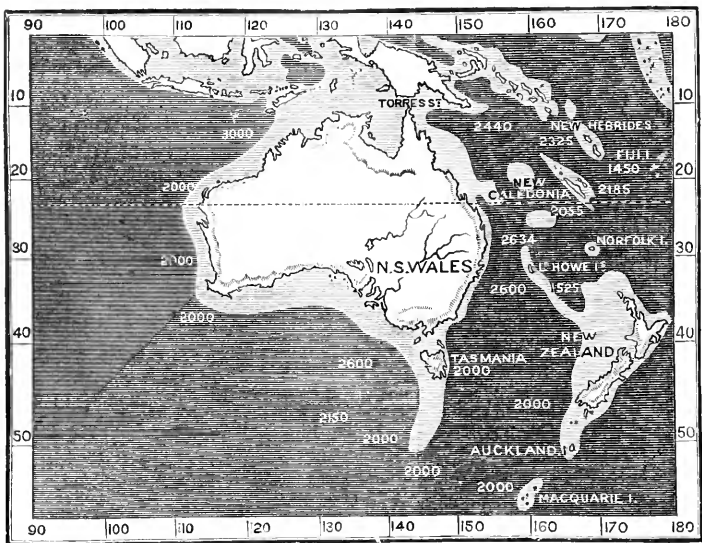 90 100 110 120 130 140 150 160 170 180
10 10
20 20
30 30
40 40
50 50
TORRES ST
3000
2440
NEW HEBRIDES
2325
FIJI I.
1450
2000
NEW CALEDONIA
2185
2055
2000
2634
NORFOLK I.
N.S.WALES
L. HOWE I S
2600
1525
2000
NEW
ZEALAND
2600
TASMANIA
2000
2150
2000
2000
AUCKLAND I.
2000
2000
MACQUARIE I.
90 100 110 120 130 140 150 160 170 180